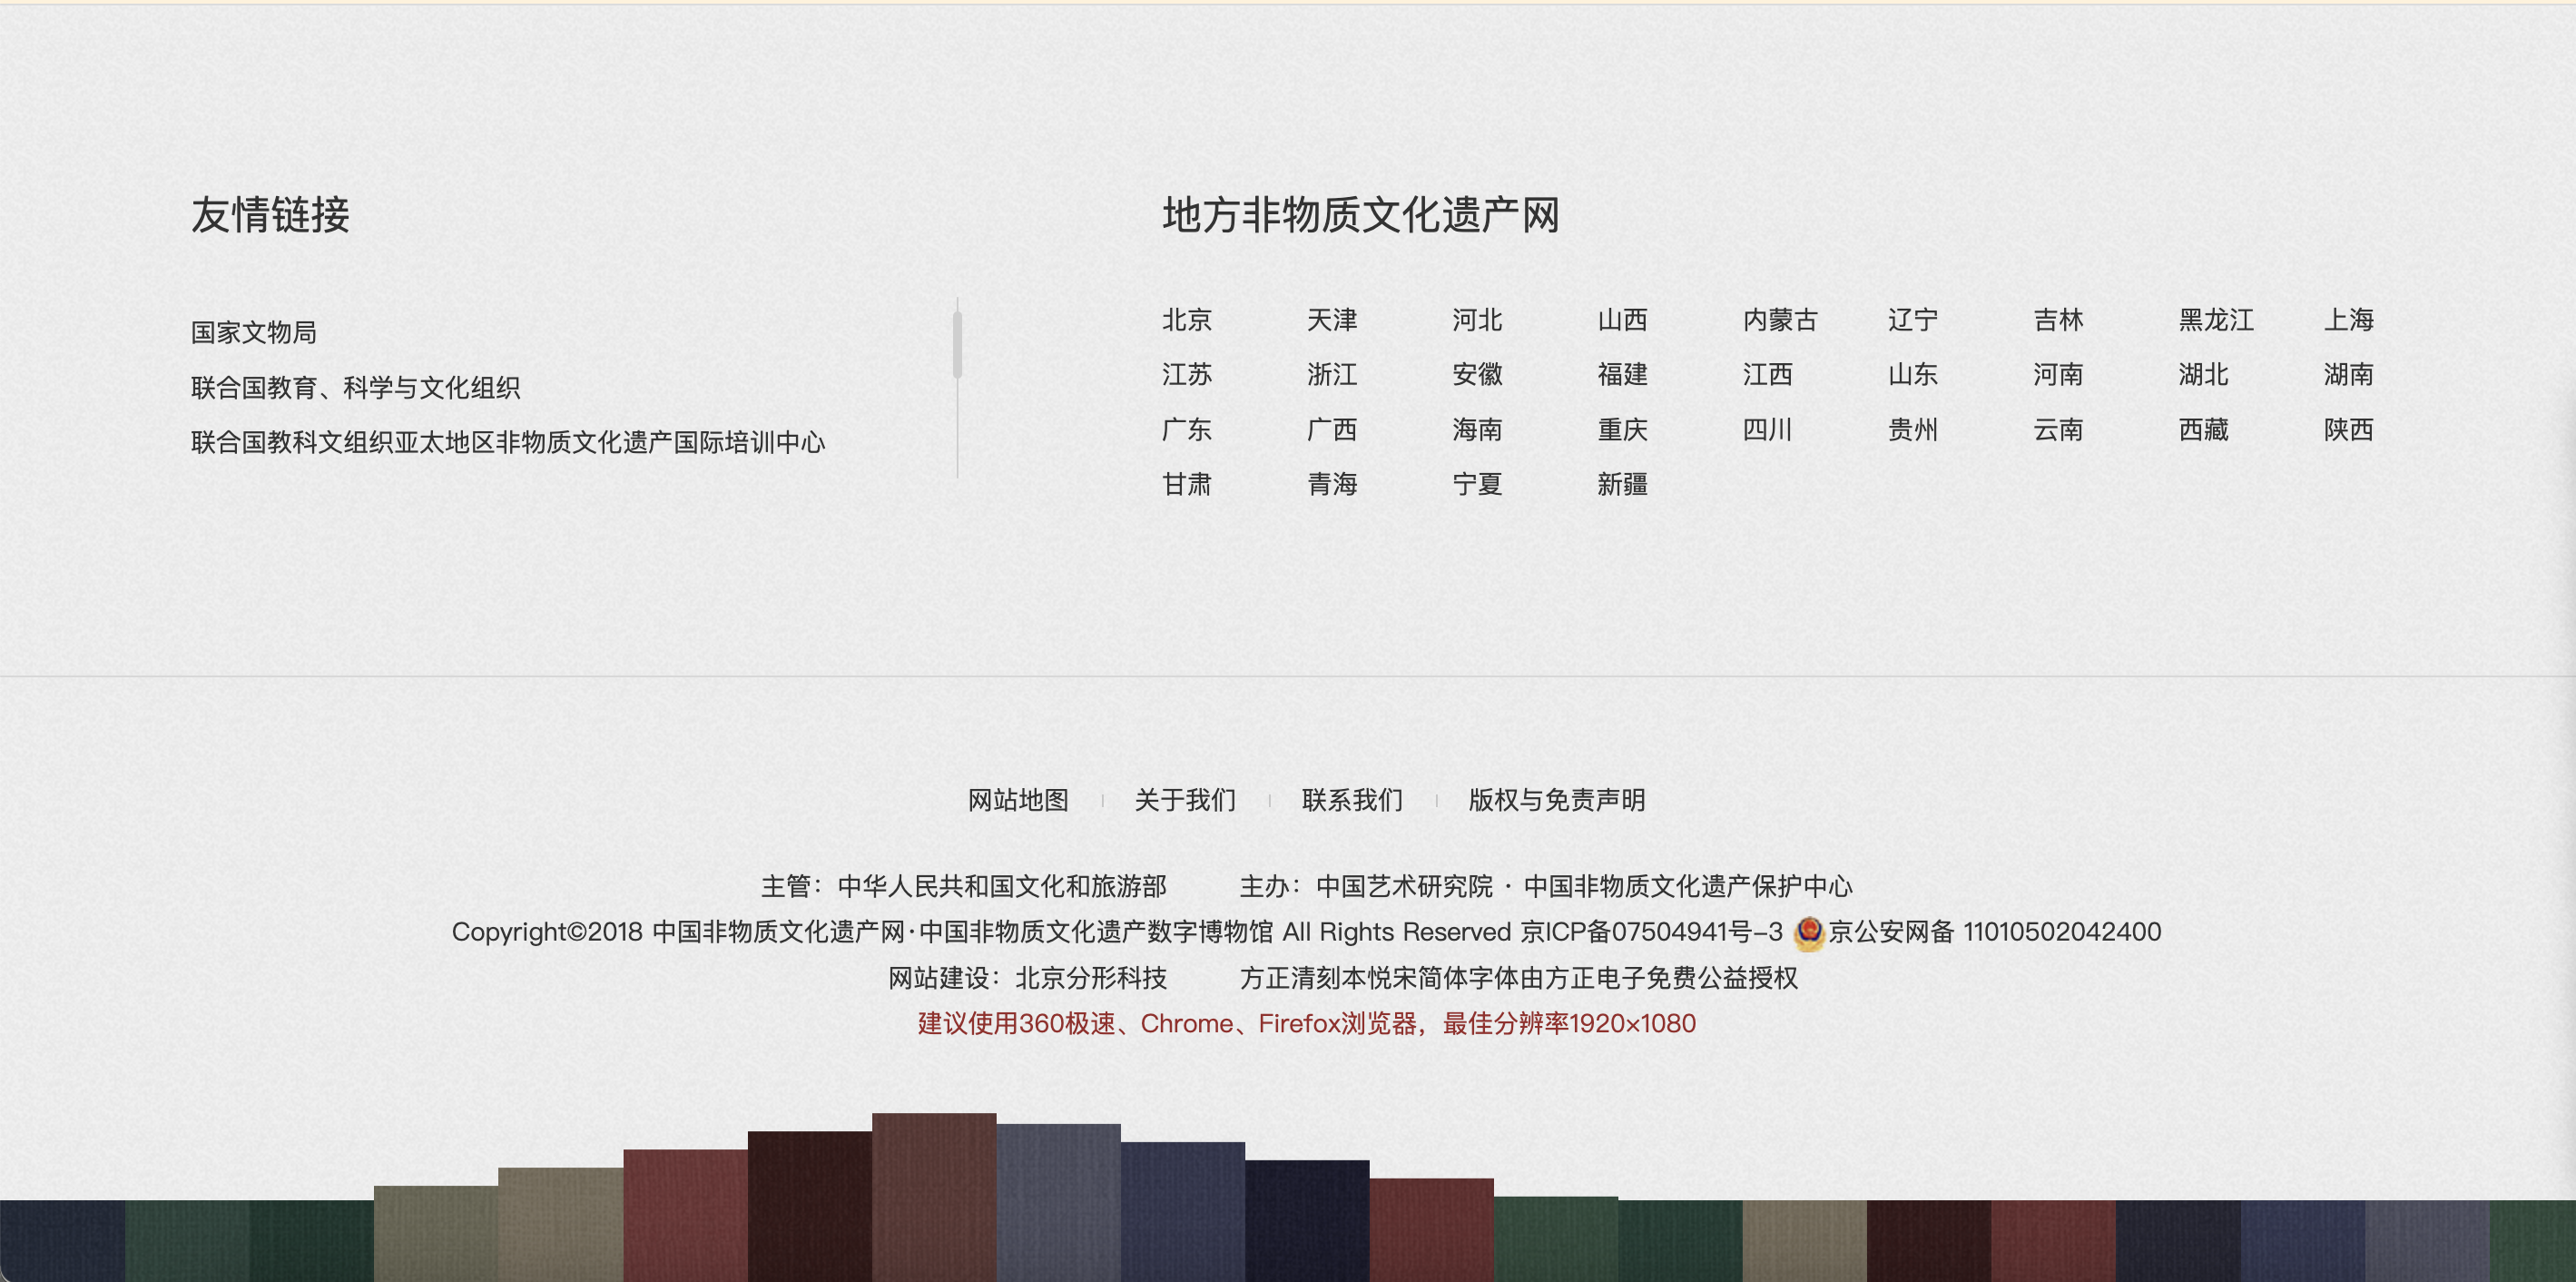 友情链接
国家文物局
联合国教育、科学与文化组织
联合国教科文组织亚太地区非物质文化遗产国际培训中心
地方非物质文化遗产网
北京 天津 河北 山西 内蒙古 辽宁 吉林 黑龙江 上海
江苏 浙江 安徽 福建 江西 山东 河南 湖北 湖南
广东 广西 海南 重庆 四川 贵州 云南 西藏 陕西
甘肃 青海 宁夏 新疆
网站地图 关于我们 联系我们 版权与免责声明
主管：中华人民共和国文化和旅游部 主办：中国艺术研究院 · 中国非物质文化遗产保护中心
Copyright©2018 中国非物质文化遗产网·中国非物质文化遗产数字博物馆 All Rights Reserved 京ICP备07504941号-3 京公安网备 11010502042400
网站建设：北京分形科技 方正清刻本悦宋简体字体由方正电子免费公益授权
建议使用360极速、Chrome、Firefox浏览器，最佳分辨率1920×1080